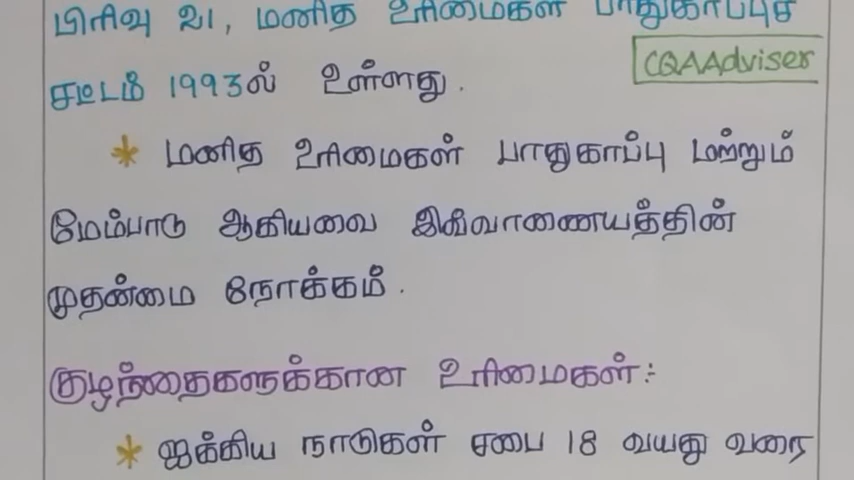 பிரிவு 21, மனித உரிமைகள் பாதுகாப்புச்
சட்டம் 1993ல் உள்ளது.
CQAAdviser
* மனித உரிமைகள் பாதுகாப்பு மற்றும்
மேம்பாடு ஆகியவை இவ்வாணையத்தின்
முதன்மை நோக்கம்.
குழந்தைகளுக்கான உரிமைகள்:-
* ஐக்கிய நாடுகள் சபை 18 வயது வரை